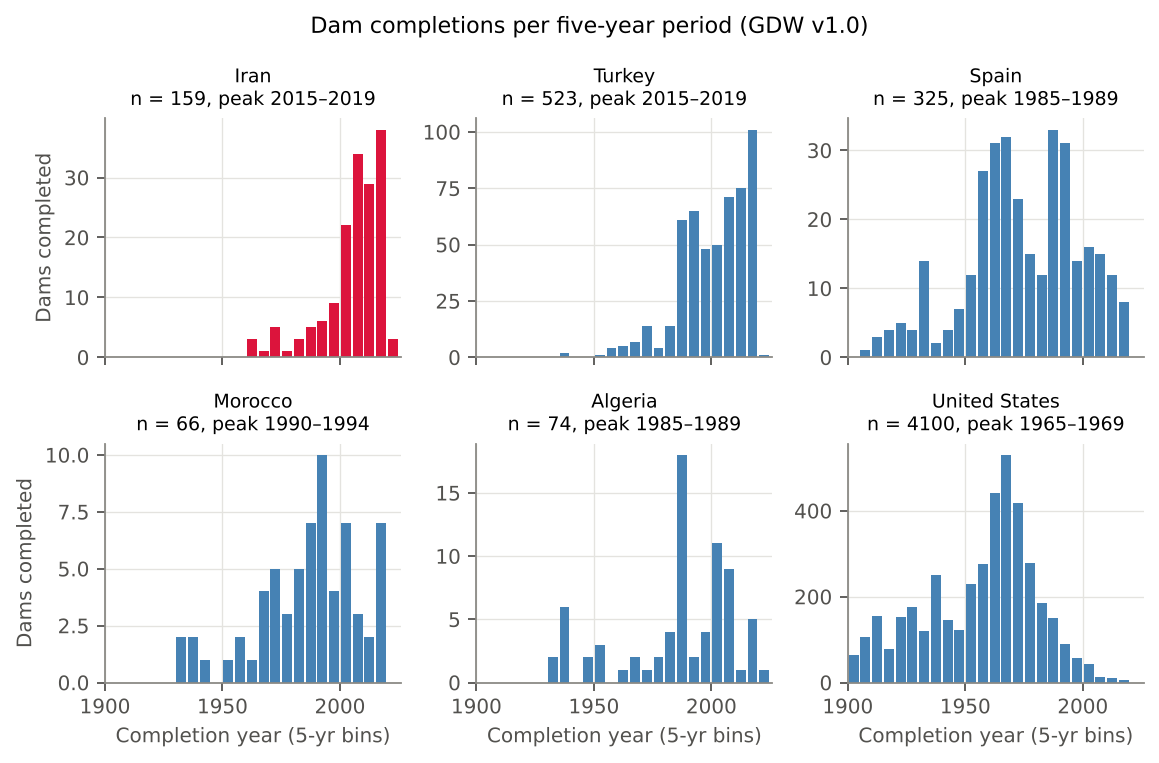 Dam completions per five-year period (GDW v1.0)
Iran
n = 159, peak 2015–2019
Turkey
n = 523, peak 2015–2019
Spain
n = 325, peak 1985–1989
Dams completed
30
20
10
0
100
75
50
25
0
30
20
10
0
Morocco
n = 66, peak 1990–1994
Algeria
n = 74, peak 1985–1989
United States
n = 4100, peak 1965–1969
Dams completed
10.0
7.5
5.0
2.5
0.0
15
10
5
0
400
200
0
1900 1950 2000
1900 1950 2000
1900 1950 2000
Completion year (5-yr bins)
Completion year (5-yr bins)
Completion year (5-yr bins)